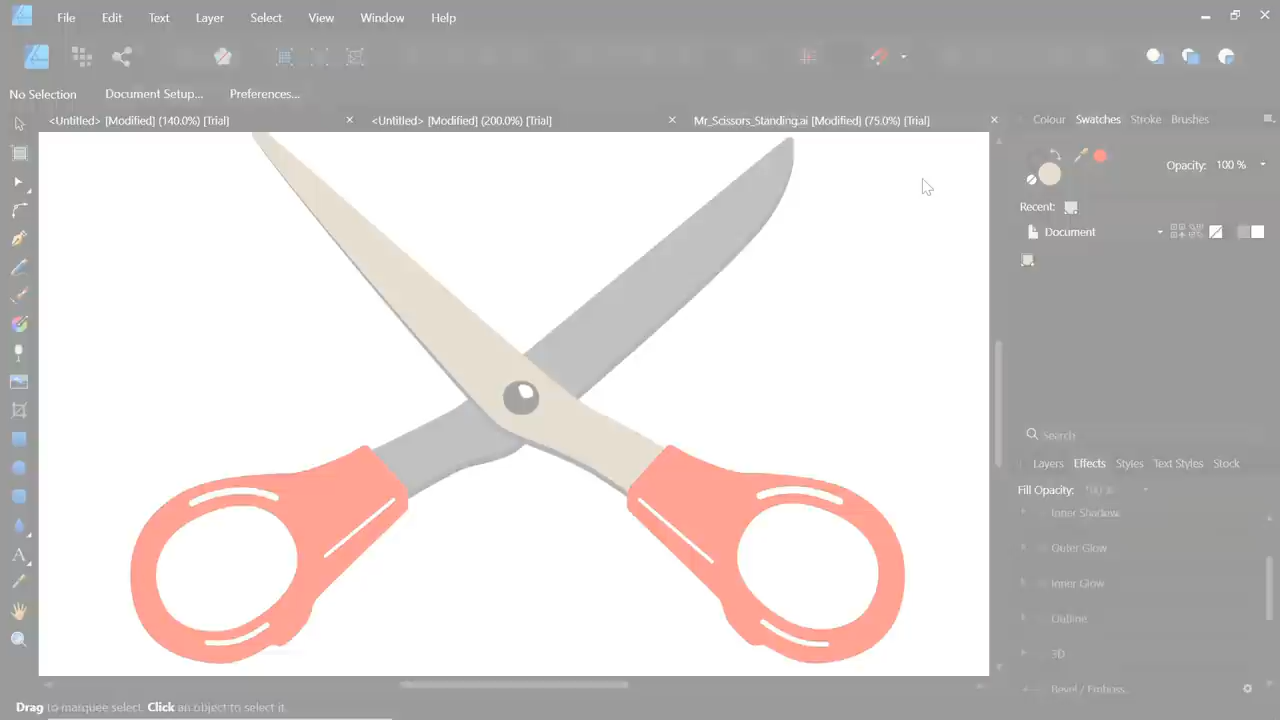 File Edit Text Layer Select View Window Help
No Selection Document Setup... Preferences...
<Untitled> [Modified] (140.0%) [Trial] <Untitled> [Modified] (200.0%) [Trial] Mr_Scissors_Standing.ai [Modified] (75.0%) [Trial]
Colour Swatches Stroke Brushes
Opacity: 100 %
Recent:
Document
Search
Layers Effects Styles Text Styles Stock
Fill Opacity: 100 %
Inner Shadow
Outer Glow
Inner Glow
Outline
3D
Bevel / Emboss
Drag to marquee select. Click an object to select it.